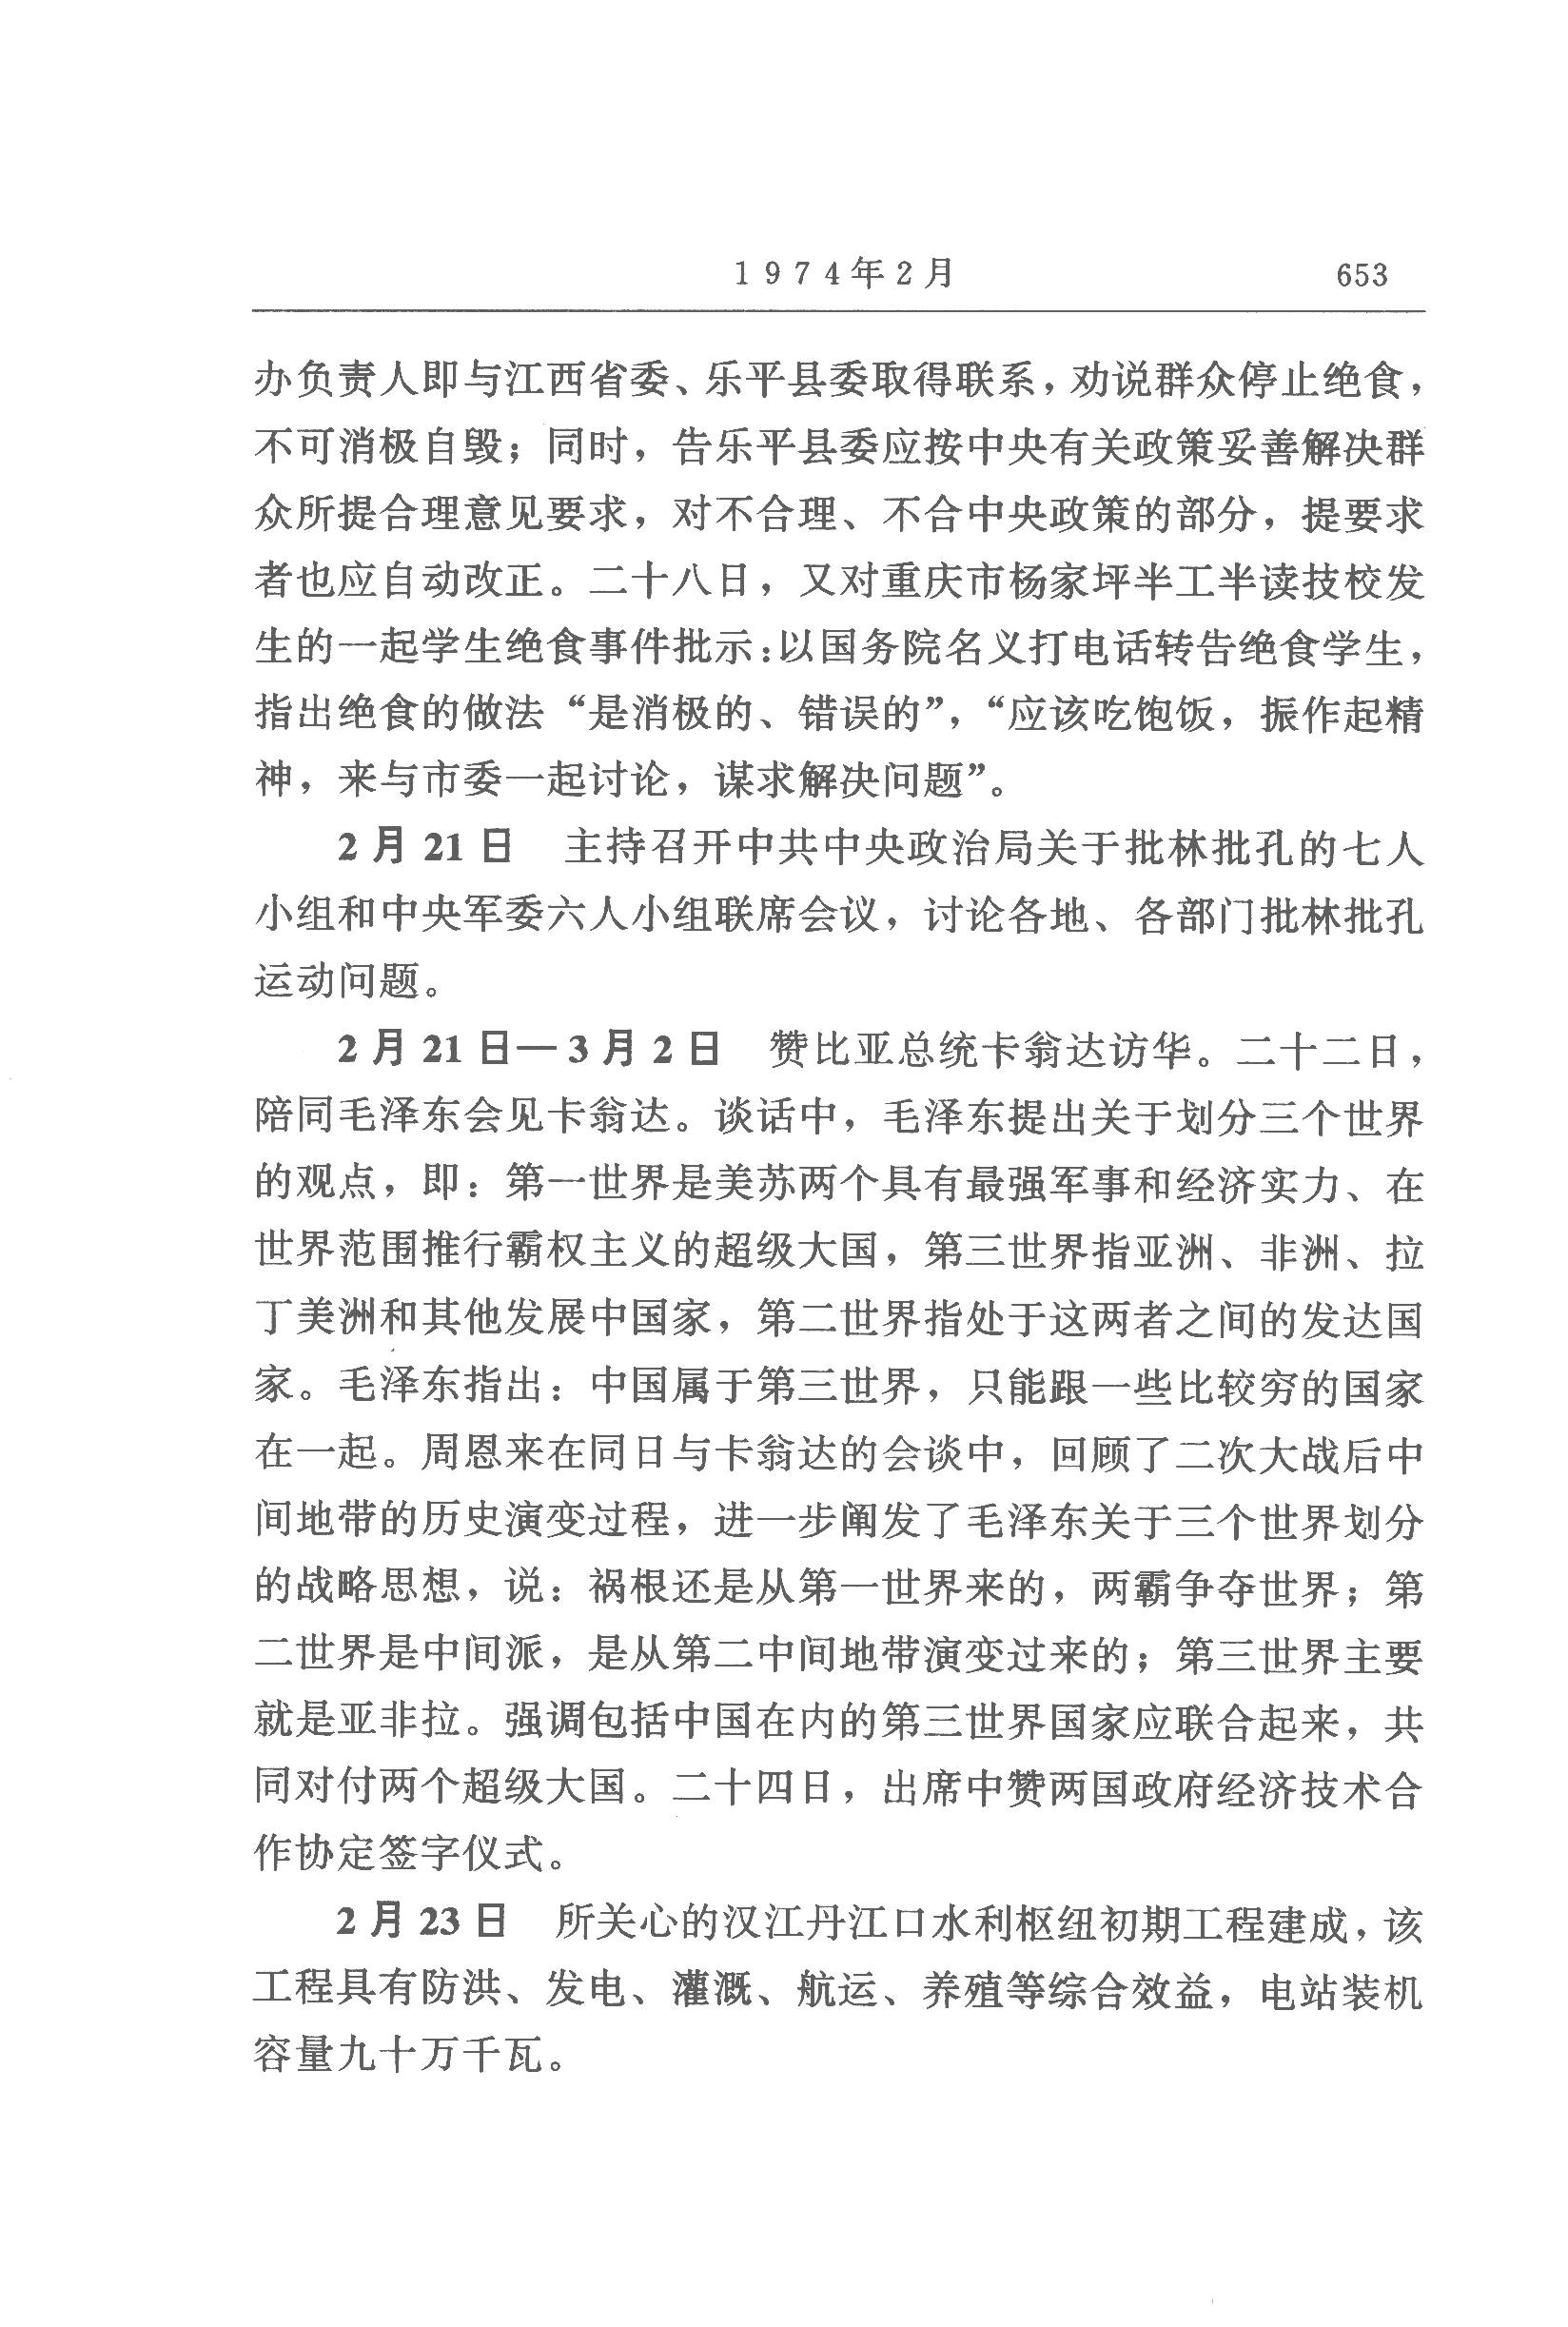 1974年2月 653
办负责人即与江西省委、乐平县委取得联系，劝说群众停止绝食，
不可消极自毁；同时，告乐平县委应按中央有关政策妥善解决群
众所提合理意见要求，对不合理、不合中央政策的部分，提要求
者也应自动改正。二十八日，又对重庆市杨家坪半工半读技校发
生的一起学生绝食事件批示：以国务院名义打电话转告绝食学生，
指出绝食的做法“是消极的、错误的”，“应该吃饱饭，振作起精
神，来与市委一起讨论，谋求解决问题”。
2月21日 主持召开中共中央政治局关于批林批孔的七人
小组和中央军委六人小组联席会议，讨论各地、各部门批林批孔
运动问题。
2月21日—3月2日 赞比亚总统卡翁达访华。二十二日，
陪同毛泽东会见卡翁达。谈话中，毛泽东提出关于划分三个世界
的观点，即：第一世界是美苏两个具有最强军事和经济实力、在
世界范围推行霸权主义的超级大国，第三世界指亚洲、非洲、拉
丁美洲和其他发展中国家，第二世界指处于这两者之间的发达国
家。毛泽东指出：中国属于第三世界，只能跟一些比较穷的国家
在一起。周恩来在同日与卡翁达的会谈中，回顾了二次大战后中
间地带的历史演变过程，进一步阐发了毛泽东关于三个世界划分
的战略思想，说：祸根还是从第一世界来的，两霸争夺世界；第
二世界是中间派，是从第二中间地带演变过来的；第三世界主要
就是亚非拉。强调包括中国在内的第三世界国家应联合起来，共
同对付两个超级大国。二十四日，出席中赞两国政府经济技术合
作协定签字仪式。
2月23日 所关心的汉江丹江口水利枢纽初期工程建成，该
工程具有防洪、发电、灌溉、航运、养殖等综合效益，电站装机
容量九十万千瓦。